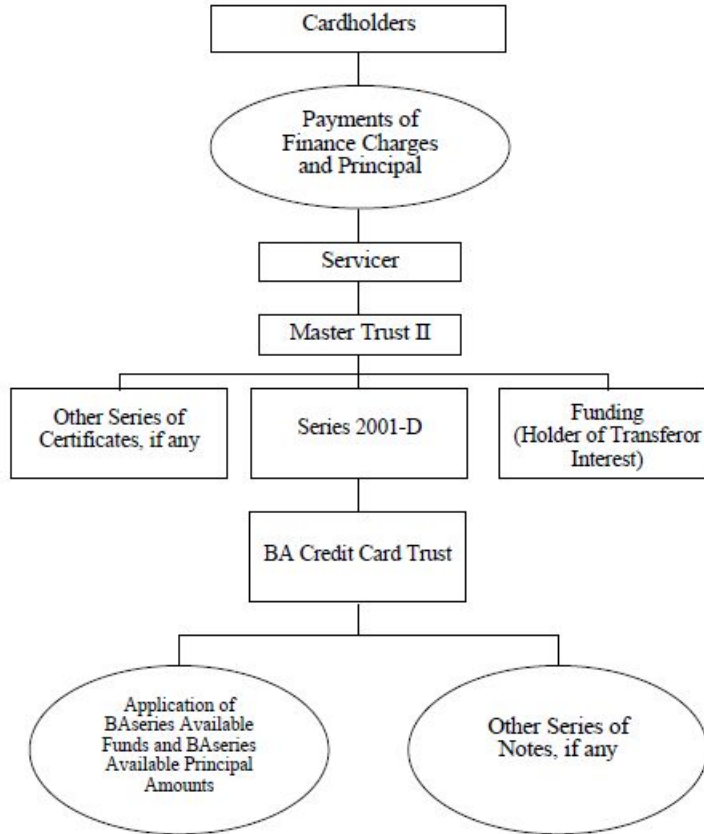 Cardholders
Payments of
Finance Charges
and Principal
Servicer
Master Trust II
Other Series of
Certificates, if any
Series 2001-D
Funding
(Holder of Transferor
Interest)
BA Credit Card Trust
Application of
BAseries Available
Funds and BAseries
Available Principal
Amounts
Other Series of
Notes, if any